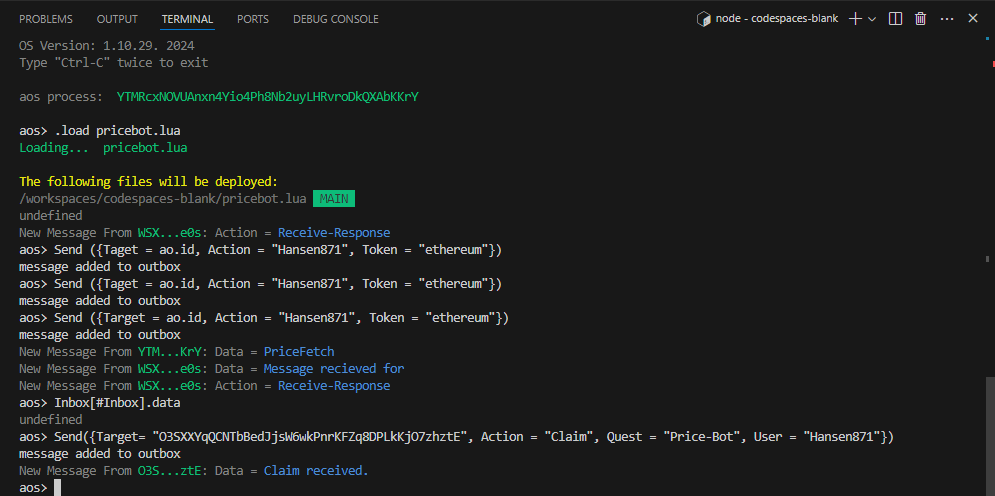 PROBLEMS OUTPUT TERMINAL PORTS DEBUG CONSOLE node - codespaces-blank
OS Version: 1.10.29. 2024
Type "Ctrl-C" twice to exit
aos process:  YTMRcxNOVUAnxn4Yio4Ph8Nb2uyLHRvroDkQXAbKKrY
aos> .load pricebot.lua
Loading...  pricebot.lua
The following files will be deployed:
/workspaces/codespaces-blank/pricebot.lua MAIN
undefined
New Message From WSX...e0s: Action = Receive-Response
aos> Send ({Taget = ao.id, Action = "Hansen871", Token = "ethereum"})
message added to outbox
aos> Send ({Taget = ao.id, Action = "Hansen871", Token = "ethereum"})
message added to outbox
aos> Send ({Target = ao.id, Action = "Hansen871", Token = "ethereum"})
message added to outbox
New Message From YTM...KrY: Data = PriceFetch
New Message From WSX...e0s: Data = Message recieved for
New Message From WSX...e0s: Action = Receive-Response
aos> Inbox[#Inbox].data
undefined
aos> Send({Target= "O3SXXYqQCNTbBedJjsW6wkPnrKFZq8DPLkKjO7zhztE", Action = "Claim", Quest = "Price-Bot", User = "Hansen871"})
message added to outbox
New Message From O3S...ztE: Data = Claim received.
aos>